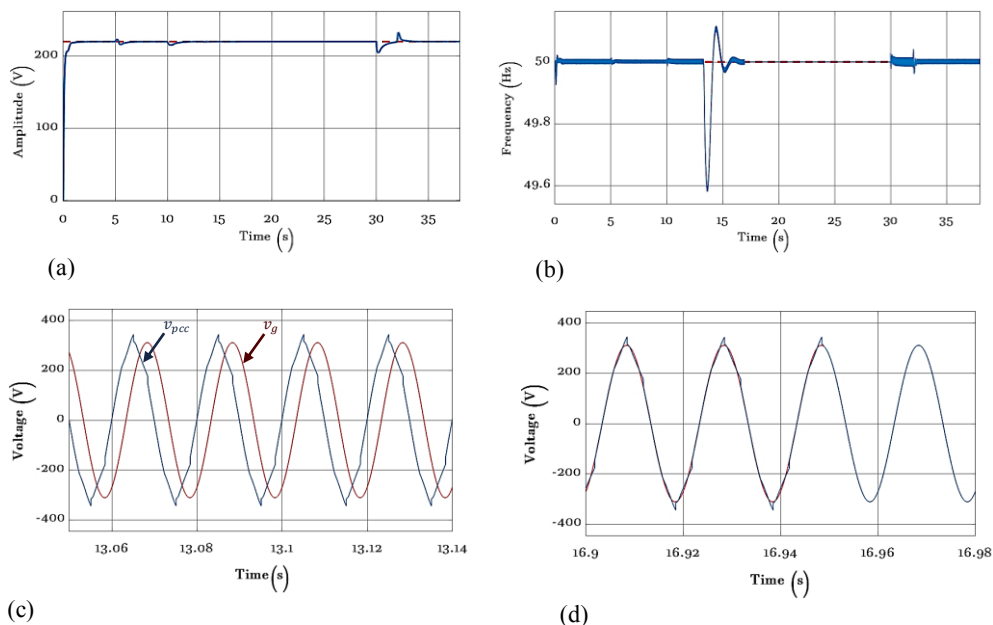 Amplitude (V)
200
100
0
0 5 10 15 20 25 30 35
Time (s)
(a)
Frequency (Hz)
50
49.8
49.6
0 5 10 15 20 25 30 35
Time (s)
(b)
Voltage (V)
400
200
0
-200
-400
v_pcc
v_g
13.06 13.08 13.1 13.12 13.14
Time (s)
(c)
Voltage (V)
400
200
0
-200
-400
16.9 16.92 16.94 16.96 16.98
Time (s)
(d)